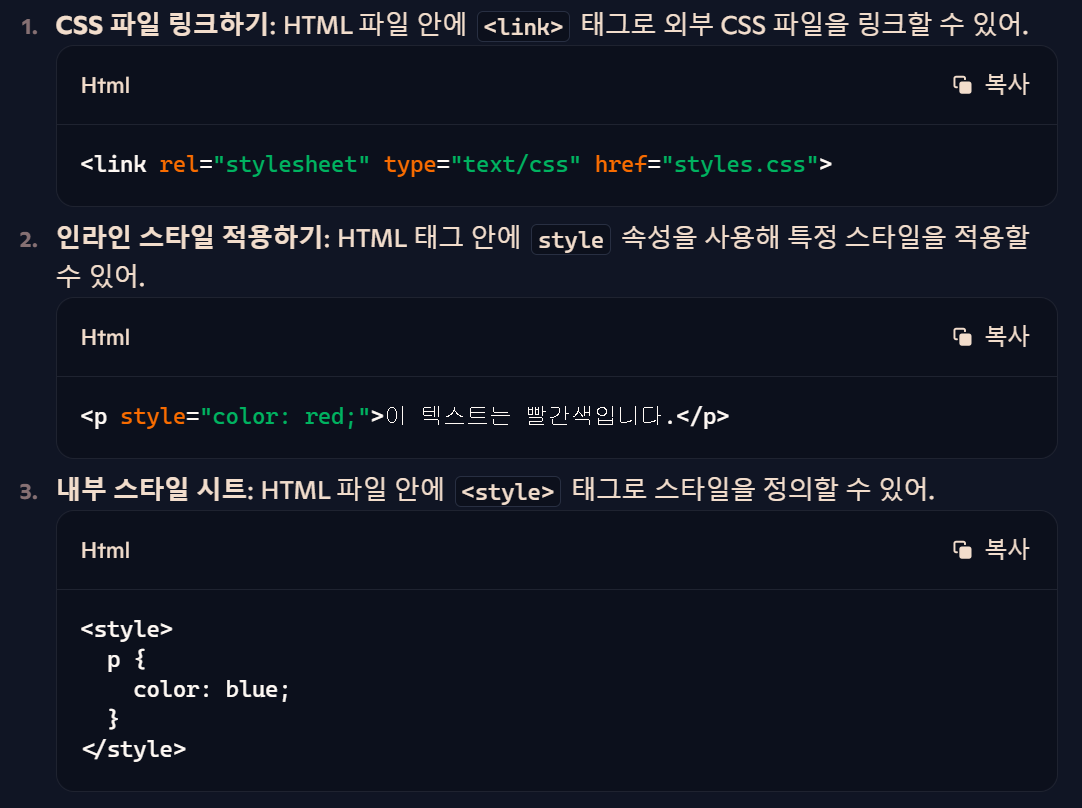 1. CSS 파일 링크하기: HTML 파일 안에 <link> 태그로 외부 CSS 파일을 링크할 수 있어.
Html 복사
<link rel="stylesheet" type="text/css" href="styles.css">
2. 인라인 스타일 적용하기: HTML 태그 안에 style 속성을 사용해 특정 스타일을 적용할
수 있어.
Html 복사
<p style="color: red;">이 텍스트는 빨간색입니다.</p>
3. 내부 스타일 시트: HTML 파일 안에 <style> 태그로 스타일을 정의할 수 있어.
Html 복사
<style>
  p {
    color: blue;
  }
</style>